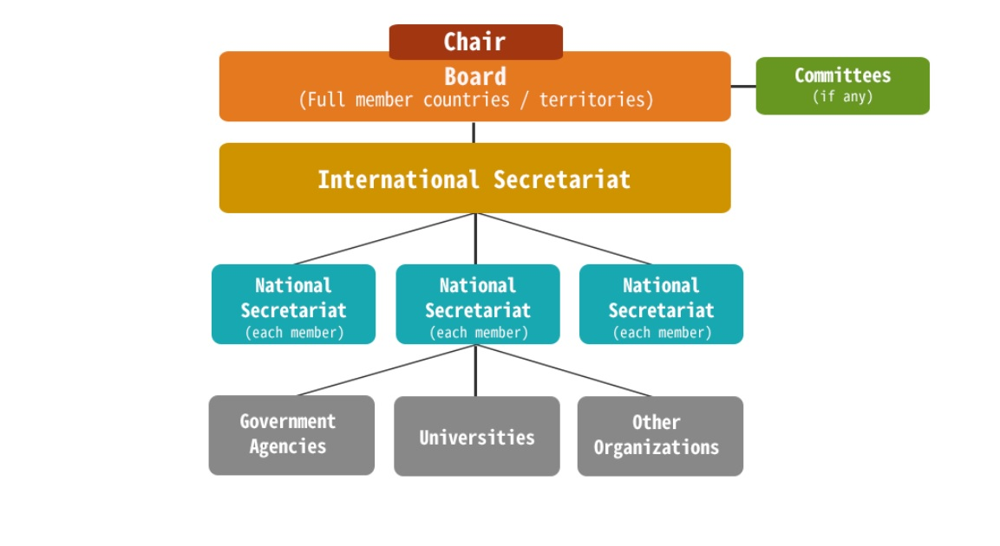 Chair
Board
(Full member countries / territories)
Committees
(if any)
International Secretariat
National
Secretariat
(each member)
National
Secretariat
(each member)
National
Secretariat
(each member)
Government
Agencies
Universities
Other
Organizations